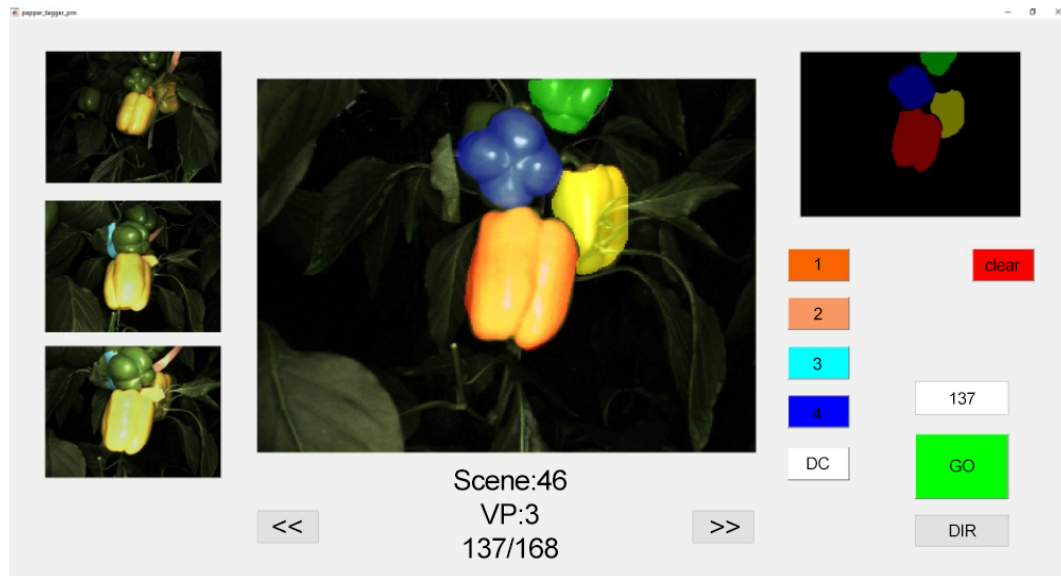 pepper_tagger_pro
1
clear
2
3
137
4
DC
GO
Scene:46
VP:3
<<
>>
DIR
137/168